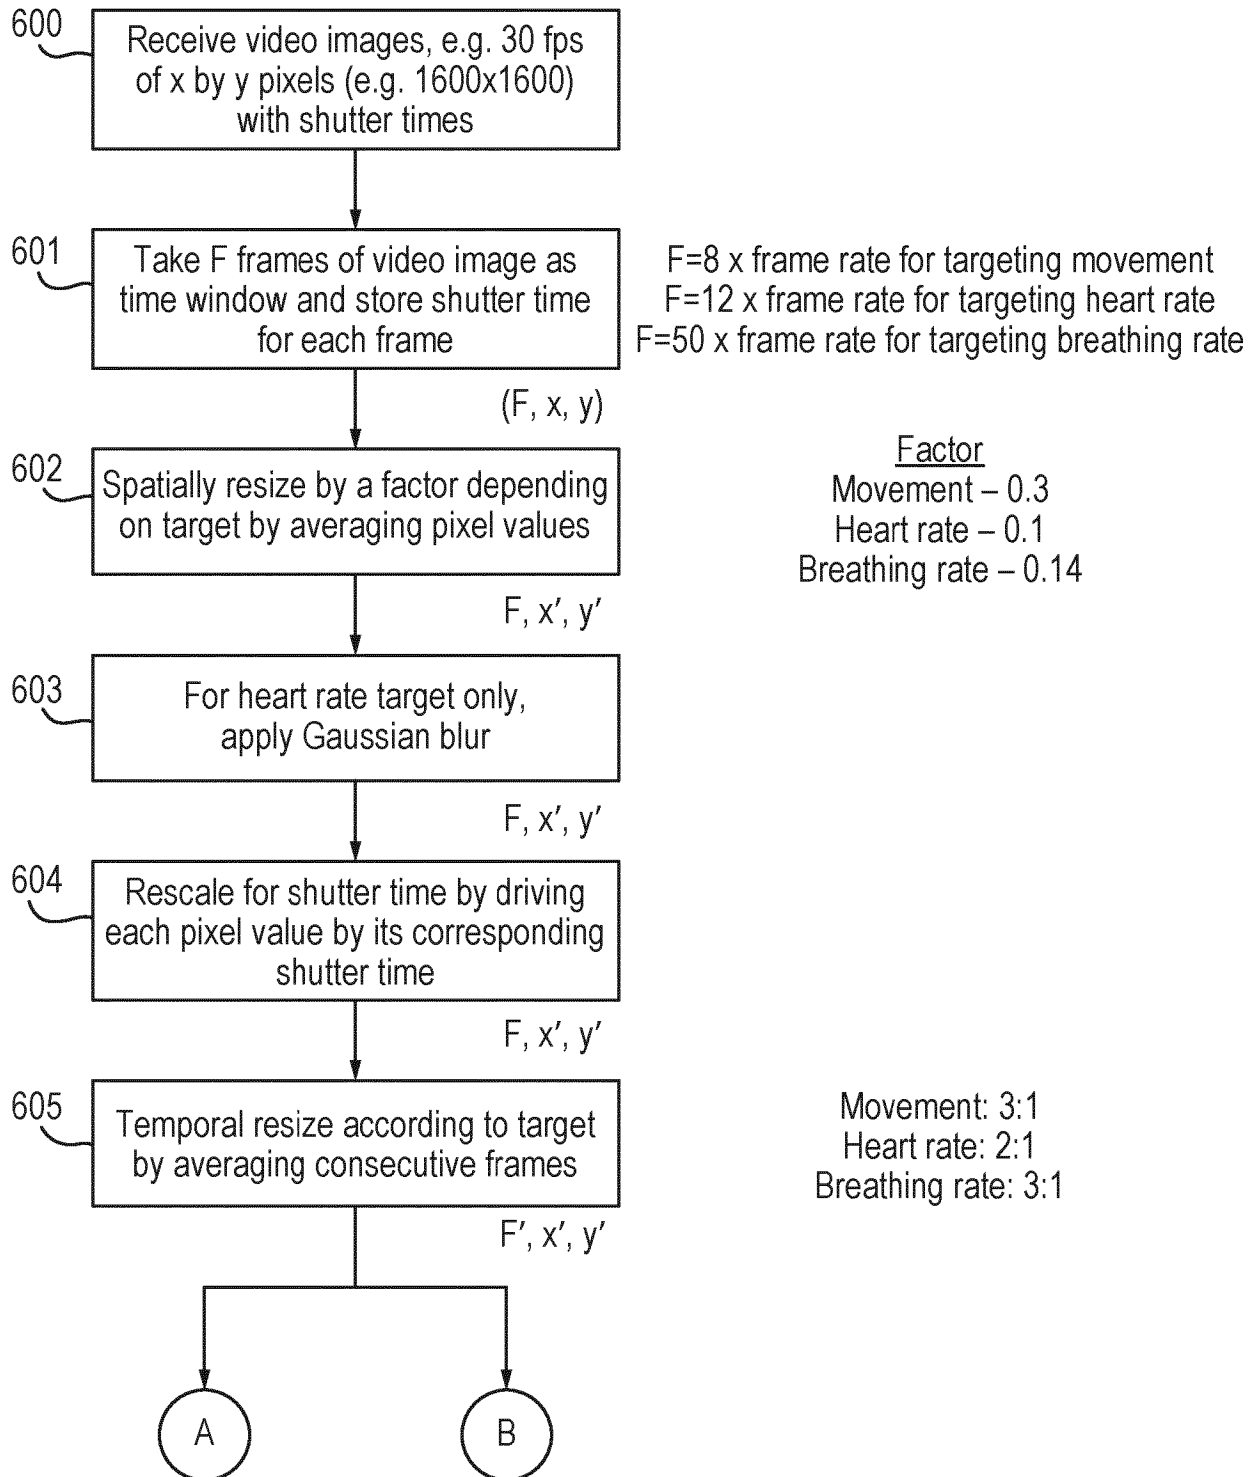 600
Receive video images, e.g. 30 fps
of x by y pixels (e.g. 1600x1600)
with shutter times
601
Take F frames of video image as
time window and store shutter time
for each frame
F=8 x frame rate for targeting movement
F=12 x frame rate for targeting heart rate
F=50 x frame rate for targeting breathing rate
(F, x, y)
602
Spatially resize by a factor depending
on target by averaging pixel values
Factor
Movement – 0.3
Heart rate – 0.1
Breathing rate – 0.14
F, x′, y′
603
For heart rate target only,
apply Gaussian blur
F, x′, y′
604
Rescale for shutter time by driving
each pixel value by its corresponding
shutter time
F, x′, y′
605
Temporal resize according to target
by averaging consecutive frames
Movement: 3:1
Heart rate: 2:1
Breathing rate: 3:1
F′, x′, y′
A
B